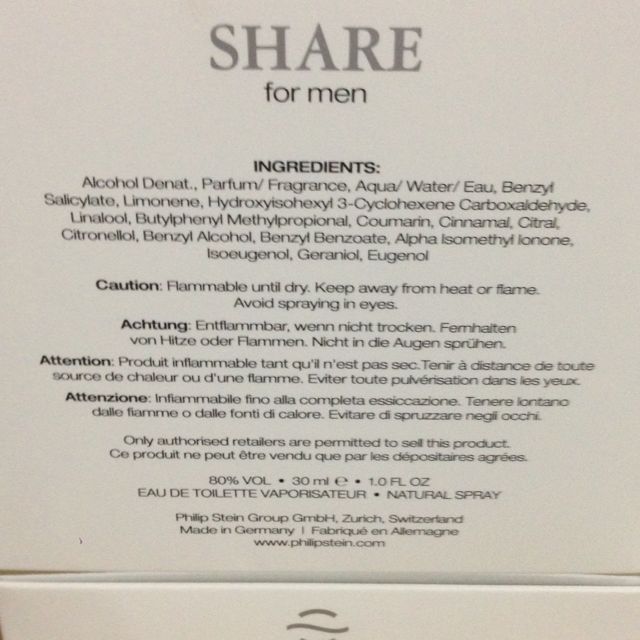 SHARE
for men
INGREDIENTS:
Alcohol Denat., Parfum/ Fragrance, Aqua/ Water/ Eau, Benzyl
Salicylate, Limonene, Hydroxyisohexyl 3-Cyclohexene Carboxaldehyde,
Linalool, Butylphenyl Methylpropional, Coumarin, Cinnamal, Citral,
Citronellol, Benzyl Alcohol, Benzyl Benzoate, Alpha Isomethyl Ionone,
Isoeugenol, Geraniol, Eugenol
Caution: Flammable until dry. Keep away from heat or flame.
Avoid spraying in eyes.
Achtung: Entflammbar, wenn nicht trocken. Fernhalten
von Hitze oder Flammen. Nicht in die Augen sprühen.
Attention: Produit inflammable tant qu'il n'est pas sec.Tenir à distance de toute
source de chaleur ou d'une flamme. Eviter toute pulvérisation dans les yeux.
Attenzione: Infiammabile fino alla completa essiccazione. Tenere lontano
dalle fiamme o dalle fonti di calore. Evitare di spruzzare negli occhi.
Only authorised retailers are permitted to sell this product.
Ce produit ne peut être vendu que par les dépositaires agrées.
80% VOL • 30 ml ℮ • 1.0 FL OZ
EAU DE TOILETTE VAPORISATEUR • NATURAL SPRAY
Philip Stein Group GmbH, Zurich, Switzerland
Made in Germany | Fabriqué en Allemagne
www.philipstein.com